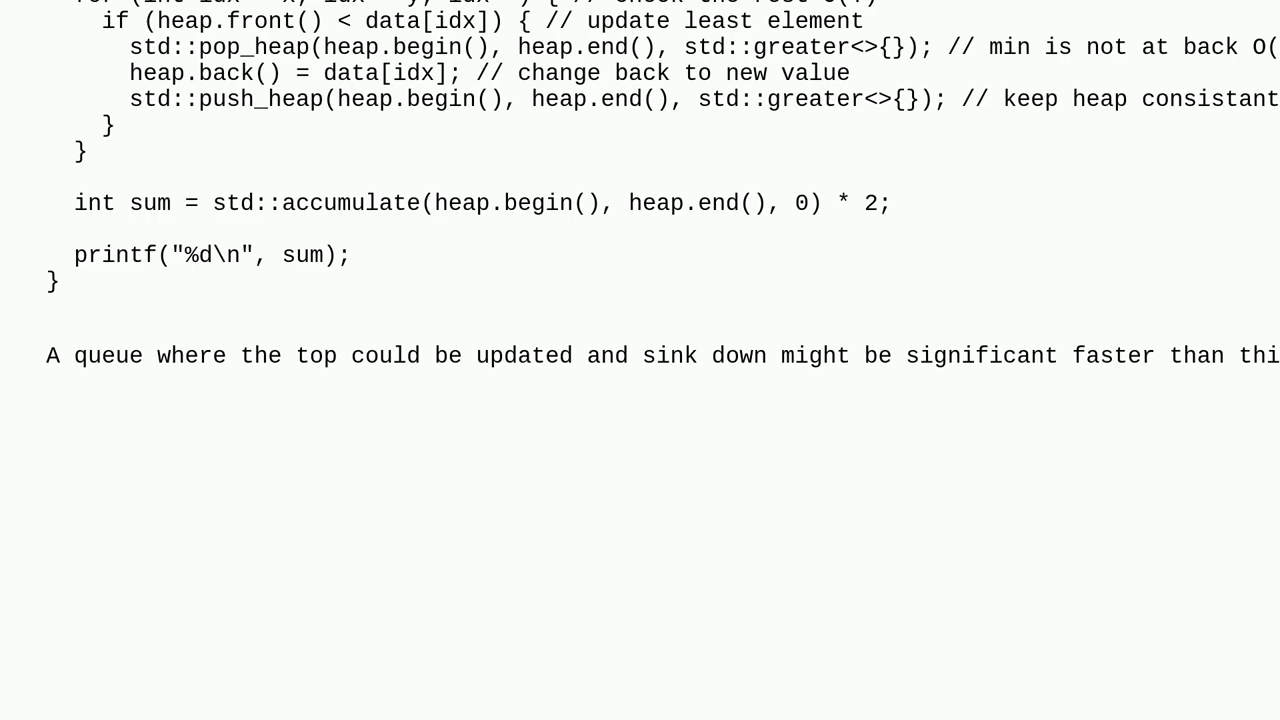 if (heap.front() < data[idx]) { // update least element
std::pop_heap(heap.begin(), heap.end(), std::greater<>{}); // min is not at back O(
heap.back() = data[idx]; // change back to new value
std::push_heap(heap.begin(), heap.end(), std::greater<>{}); // keep heap consistant
}
}
int sum = std::accumulate(heap.begin(), heap.end(), 0) * 2;
printf("%d\n", sum);
}
A queue where the top could be updated and sink down might be significant faster than thi